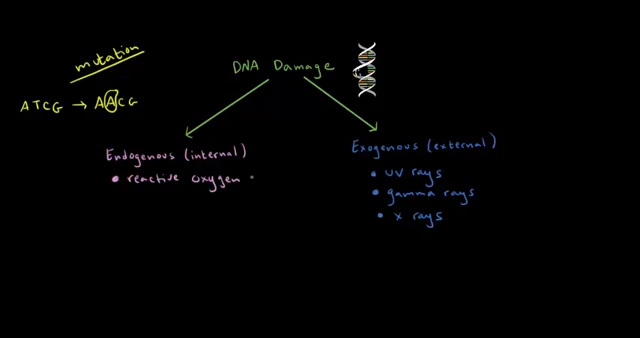 mutation
ATCG → AACG
DNA Damage
Endogenous (internal)
• reactive oxygen
Exogenous (external)
• UV rays
• gamma rays
• x rays